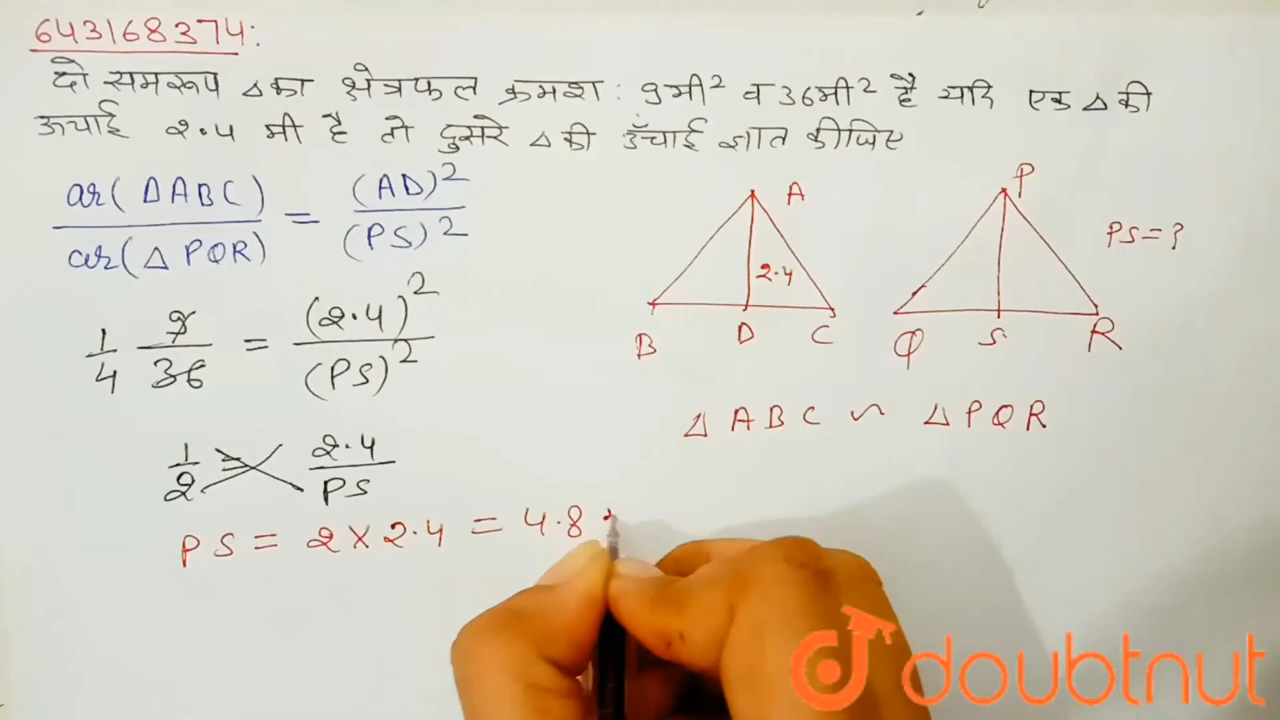 643168374:
दो समरूप △का क्षेत्रफल क्रमश: 9मी² व 36मी² है यदि एक △की
ऊचाई 2.4 मी है तो दुसरे △की उँचाई ज्ञात कीजिए
ar(△ABC)/ar(△PQR) = (AD)²/(PS)²
1/4 9/36 = (2.4)²/(PS)²
1/2 = 2.4/PS
PS = 2 × 2.4 = 4.8
A
2.4
B D C
P
PS = ?
Q S R
△ABC ∽ △PQR
doubtnut